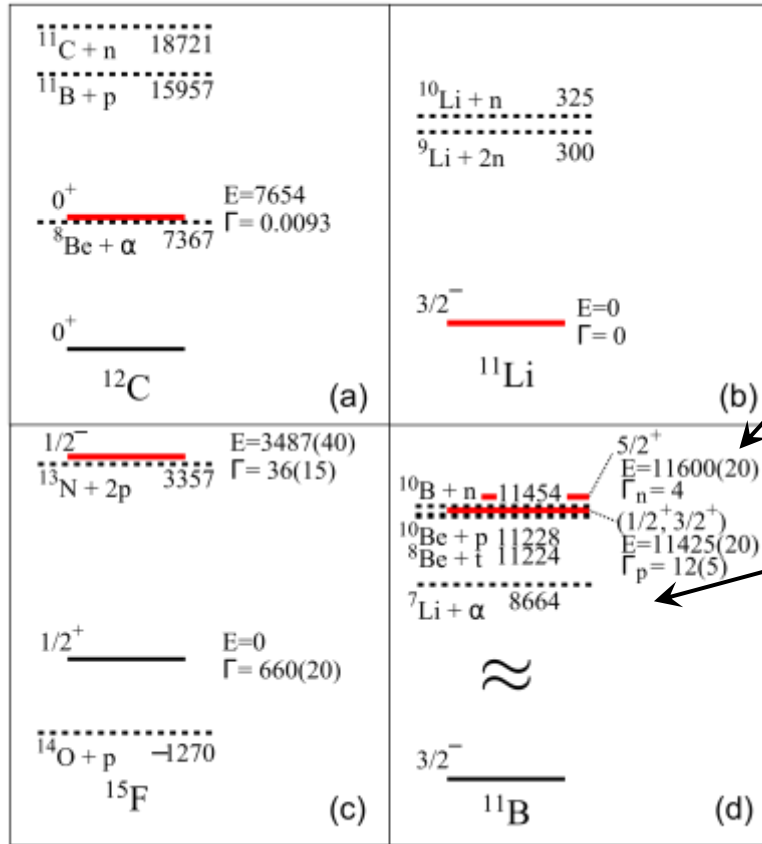 ¹¹C + n 18721
¹¹B + p 15957
0⁺
E=7654
Γ= 0.0093
⁸Be + α 7367
0⁺
¹²C
(a)
¹⁰Li + n 325
⁹Li + 2n 300
3/2⁻
E=0
Γ= 0
¹¹Li
(b)
1/2⁻
E=3487(40)
Γ= 36(15)
¹³N + 2p 3357
1/2⁺
E=0
Γ= 660(20)
¹⁴O + p −1270
¹⁵F
(c)
5/2⁺
E=11600(20)
Γₙ= 4
¹⁰B + n 11454
(1/2⁺, 3/2⁺)
E=11425(20)
Γₚ= 12(5)
¹⁰Be + p 11228
⁸Be + t 11224
⁷Li + α 8664
≈
3/2⁻
¹¹B
(d)